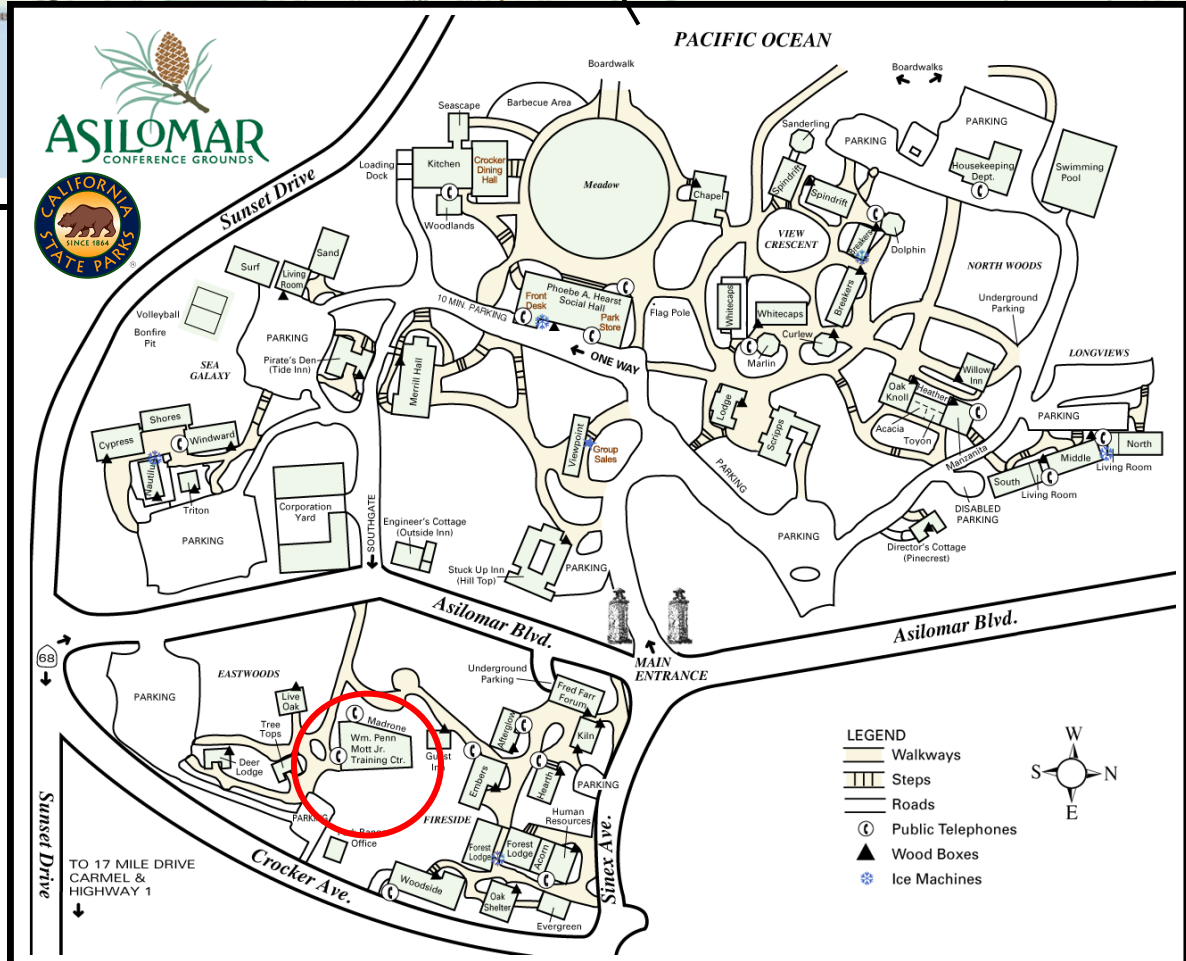 PACIFIC OCEAN
ASILOMAR
CONFERENCE GROUNDS
CALIFORNIA
STATE PARKS
SINCE 1864
®
Boardwalk
Boardwalks
Barbecue Area
Seascape
Loading
Dock
Kitchen
Crocker
Dining
Hall
Woodlands
Meadow
Chapel
Sanderling
Spindrift
Spindrift
PARKING
PARKING
Housekeeping
Dept.
Swimming
Pool
VIEW
CRESCENT
Breakers
Dolphin
Breakers
NORTH WOODS
Underground
Parking
Sunset Drive
Sand
Surf
Living
Room
Volleyball
Bonfire
Pit
PARKING
SEA
GALAXY
Pirate's Den
(Tide Inn)
10 MIN. PARKING
Front
Desk
Phoebe A. Hearst
Social Hall
Park
Store
ONE WAY
Flag Pole
Whitecaps
Whitecaps
Curlew
Marlin
Merrill Hall
LONGVIEWS
Willow
Inn
Oak
Knoll
Heather
Acacia
Toyon
Manzanita
PARKING
North
Middle
Living Room
South
Living Room
DISABLED
PARKING
Director's Cottage
(Pinecrest)
Lodge
Scripps
PARKING
PARKING
Viewpoint
Group
Sales
Shores
Cypress
Windward
Nautilus
Triton
PARKING
Corporation
Yard
SOUTHGATE
Engineer's Cottage
(Outside Inn)
Stuck Up Inn
(Hill Top)
PARKING
Asilomar Blvd.
Asilomar Blvd.
MAIN
ENTRANCE
68
EASTWOODS
PARKING
Live
Oak
Tree
Tops
Deer
Lodge
Madrone
Wm. Penn
Mott Jr.
Training Ctr.
Guest
Inn
Underground
Parking
Fred Farr
Forum
Afterglow
Kiln
Embers
Hearth
PARKING
Human
Resources
FIRESIDE
PARKING
Office
Forest
Lodge
Forest
Lodge
Acorn
Woodside
Oak
Shelter
Evergreen
Sinex Ave.
Crocker Ave.
Sunset Drive
TO 17 MILE DRIVE
CARMEL &
HIGHWAY 1
LEGEND
Walkways
Steps
Roads
Public Telephones
Wood Boxes
Ice Machines
W
S
N
E